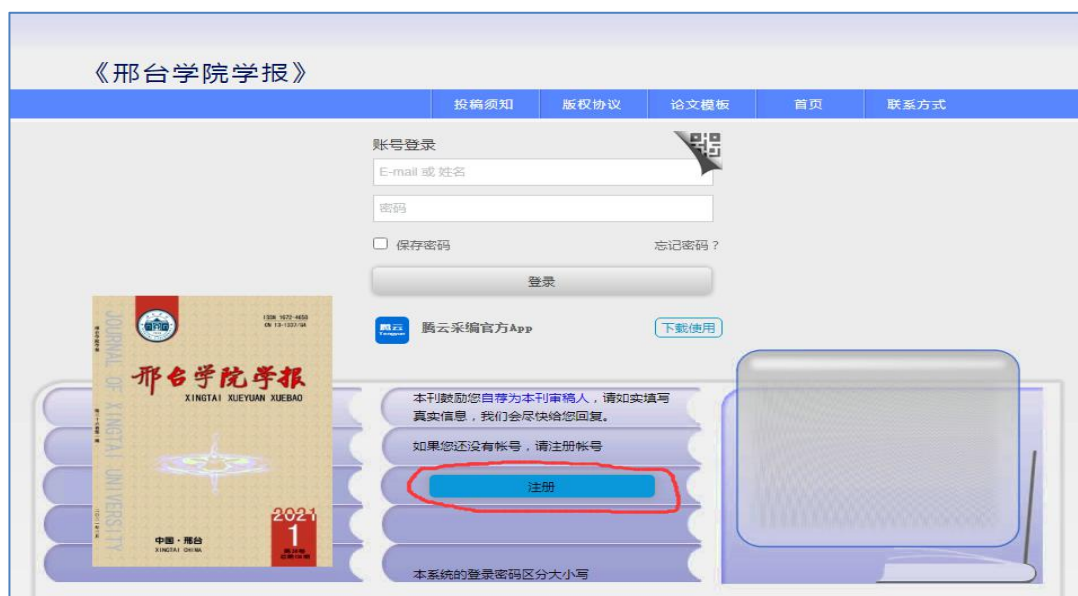 《邢台学院学报》
投稿须知 版权协议 论文模板 首页 联系方式
账号登录
E-mail 或 姓名
密码
保存密码 忘记密码？
登录
腾云采编官方App 下载使用
本刊鼓励您自荐为本刊审稿人，请如实填写
真实信息，我们会尽快给您回复。
如果您还没有帐号，请注册帐号
注册
本系统的登录密码区分大小写
JOURNAL OF XINGTAI UNIVERSITY
ISSN 1672-4658
CN 13-1337/G4
邢台学院学报
XINGTAI XUEYUAN XUEBAO
2021
1
中国·邢台
XINGTAI CHINA